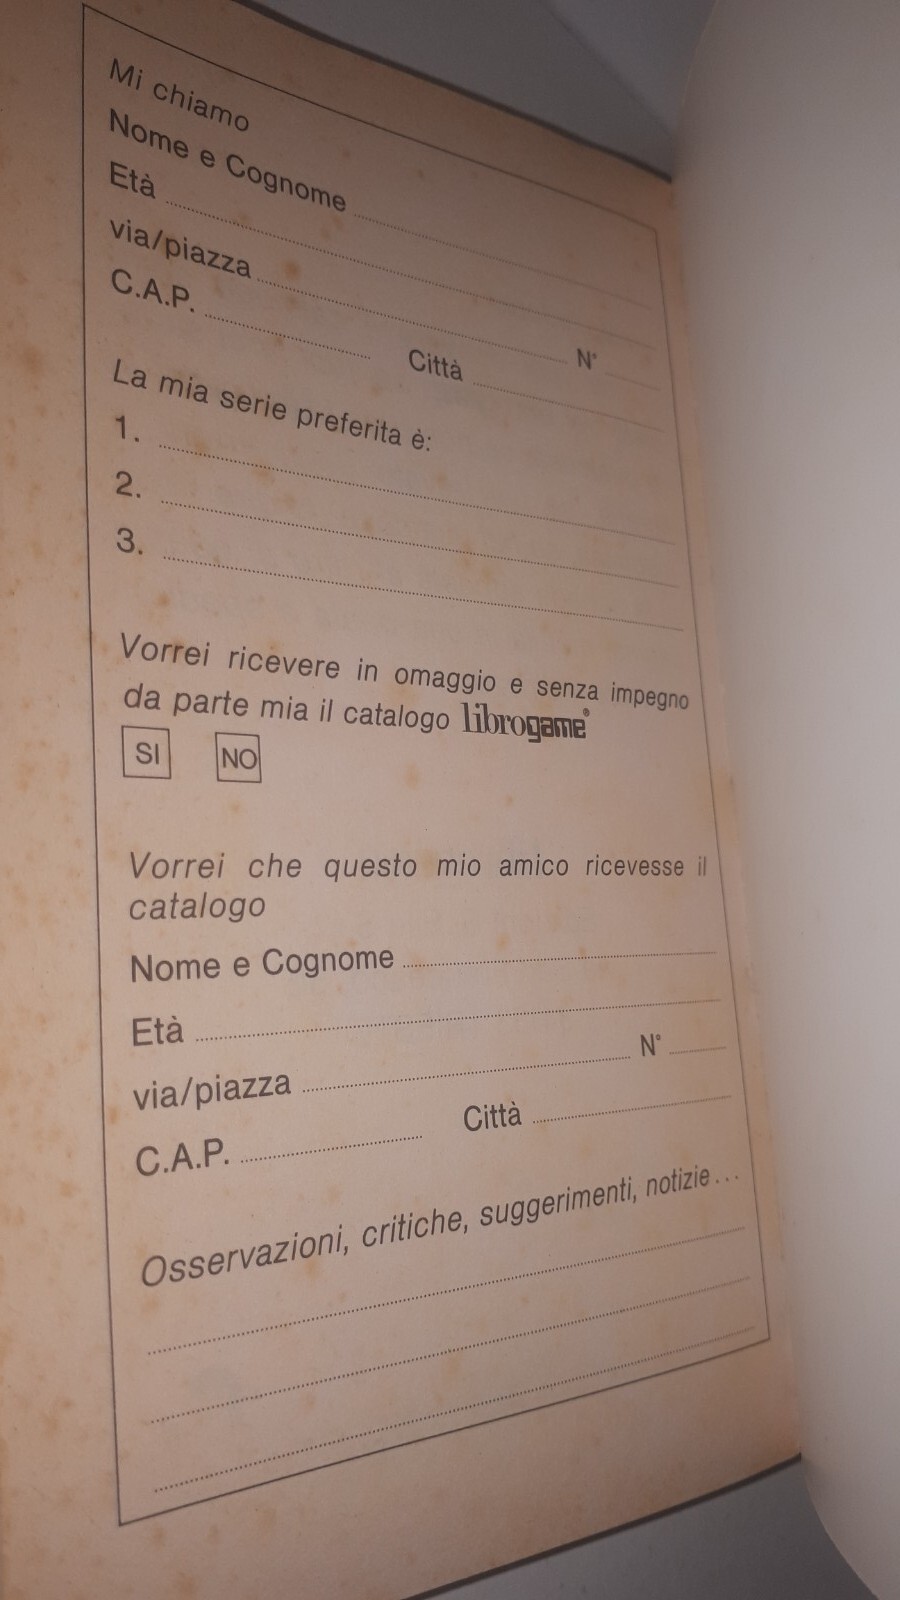 Mi chiamo
Nome e Cognome
Età
via/piazza N°
C.A.P. Città
La mia serie preferita è:
1.
2.
3.
Vorrei ricevere in omaggio e senza impegno
da parte mia il catalogo librogame®
SI NO
Vorrei che questo mio amico ricevesse il
catalogo
Nome e Cognome
Età
via/piazza N°
C.A.P. Città
Osservazioni, critiche, suggerimenti, notizie...